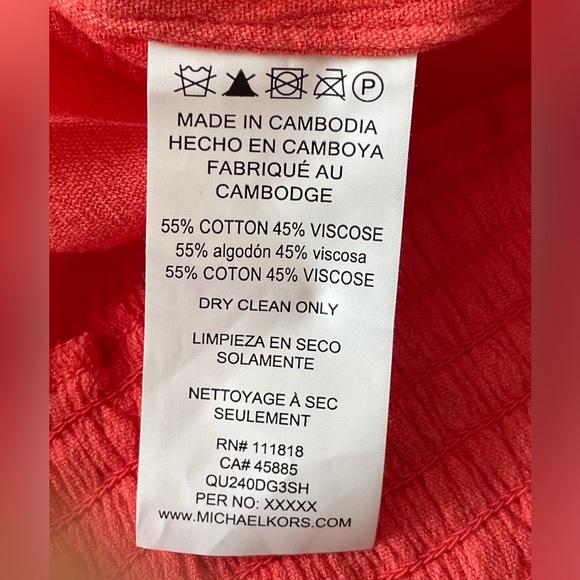 P
MADE IN CAMBODIA
HECHO EN CAMBOYA
FABRIQUÉ AU
CAMBODGE
55% COTTON 45% VISCOSE
55% algodón 45% viscosa
55% COTON 45% VISCOSE
DRY CLEAN ONLY
LIMPIEZA EN SECO
SOLAMENTE
NETTOYAGE À SEC
SEULEMENT
RN# 111818
CA# 45885
QU240DG3SH
PER NO: XXXXX
WWW.MICHAELKORS.COM